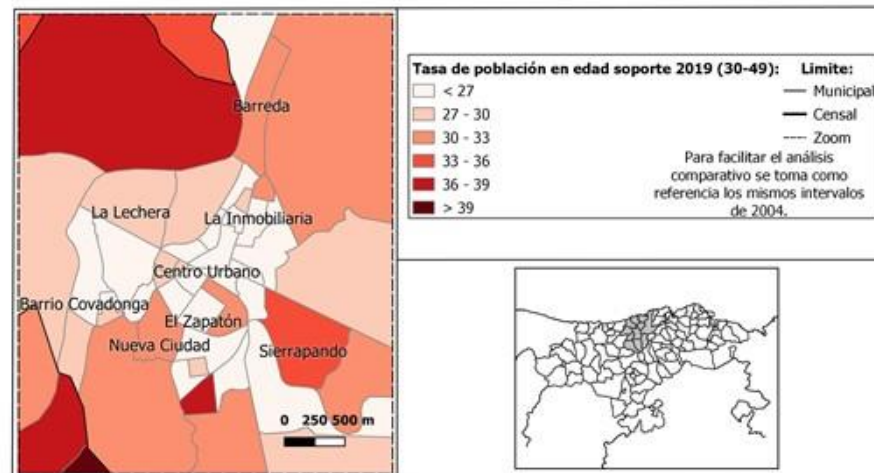 Barreda
La Lechera
La Inmobiliaria
Centro Urbano
Barrio Covadonga
El Zapatón
Nueva Ciudad
Sierrapando
0 250 500 m
Tasa de población en edad soporte 2019 (30-49):
< 27
27 - 30
30 - 33
33 - 36
36 - 39
> 39
Limite:
Municipal
Censal
Zoom
Para facilitar el análisis
comparativo se toma como
referencia los mismos intervalos
de 2004.